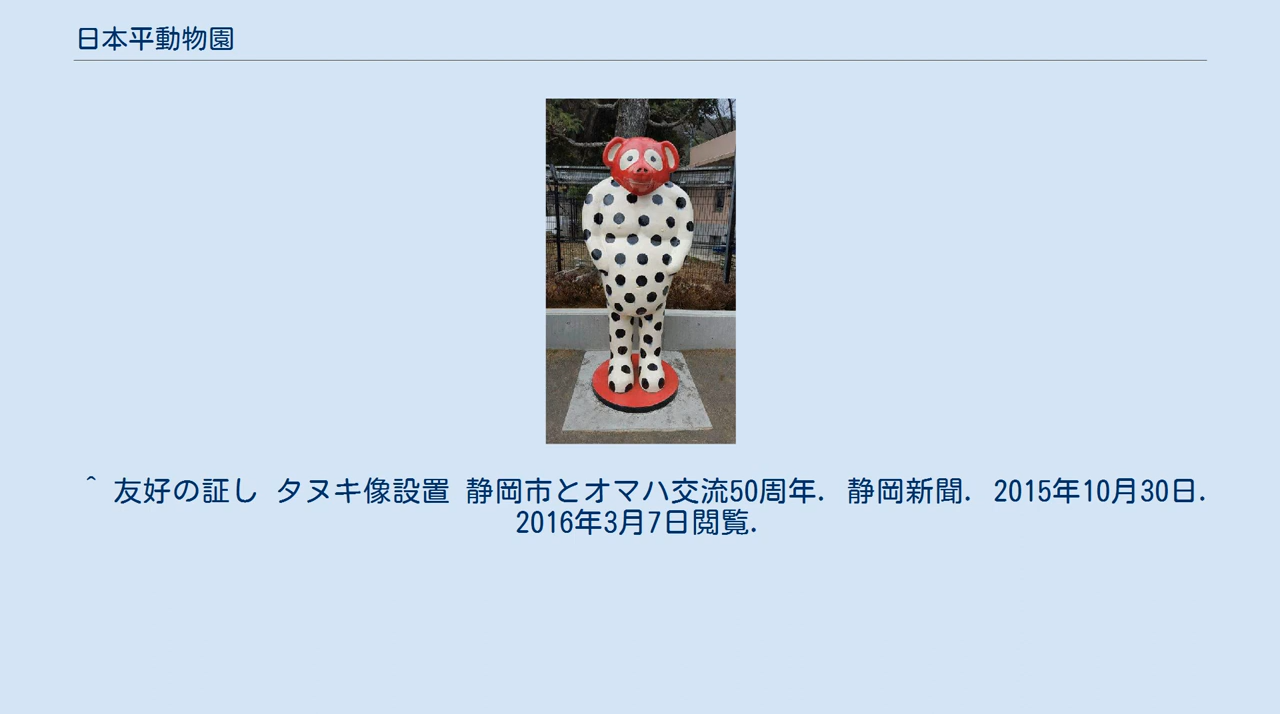 日本平動物園
^ 友好の証し タヌキ像設置 静岡市とオマハ交流50周年. 静岡新聞. 2015年10月30日.
2016年3月7日閲覧.